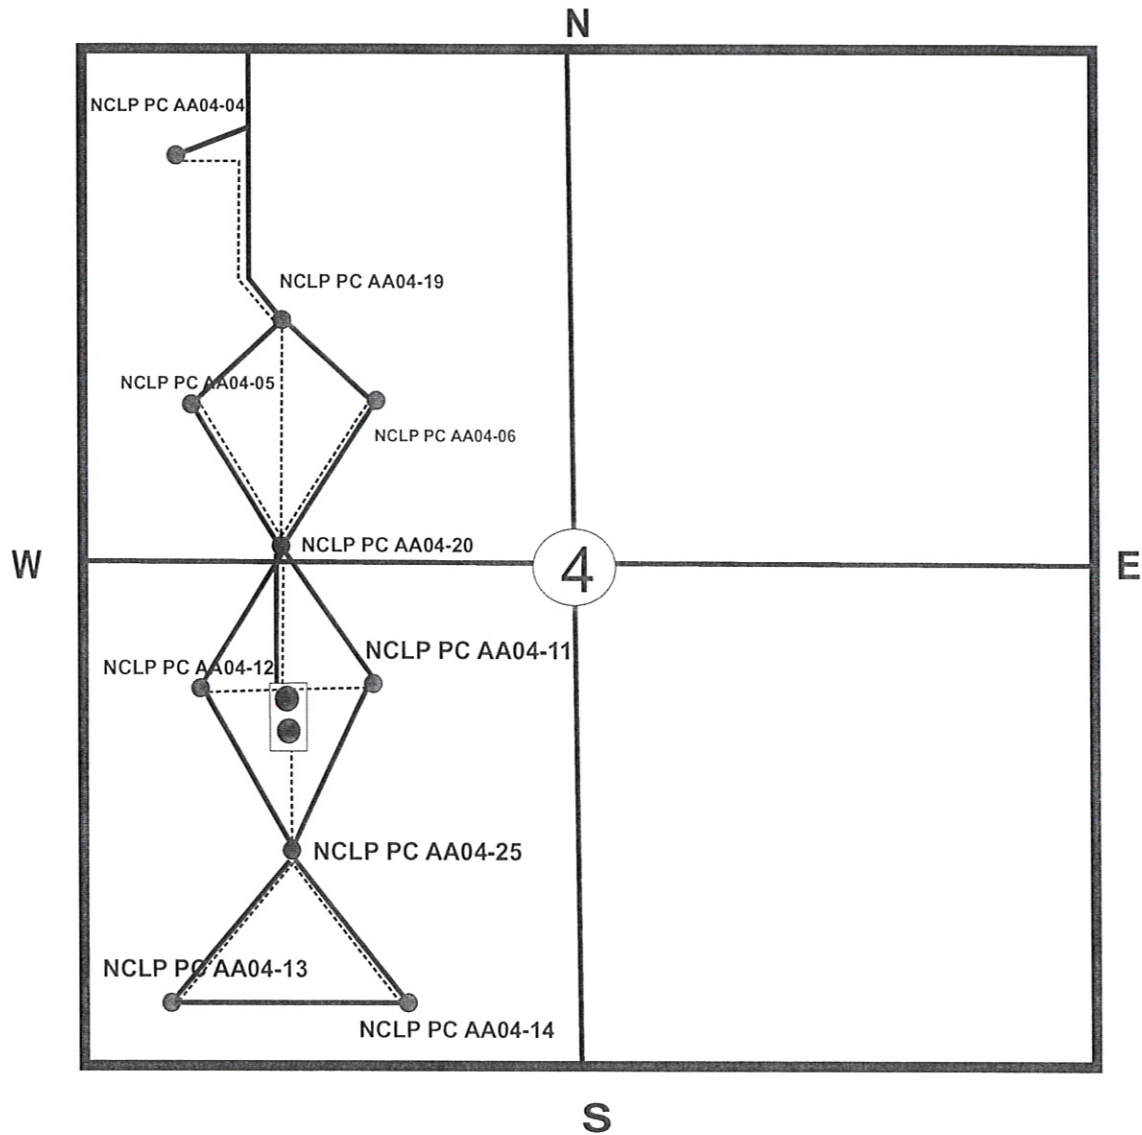 N
NCLP PC AA04-04
NCLP PC AA04-19
NCLP PC AA04-05
NCLP PC AA04-06
NCLP PC AA04-20
W
4
E
NCLP PC AA04-11
NCLP PC AA04-12
NCLP PC AA04-25
NCLP PC AA04-13
NCLP PC AA04-14
S